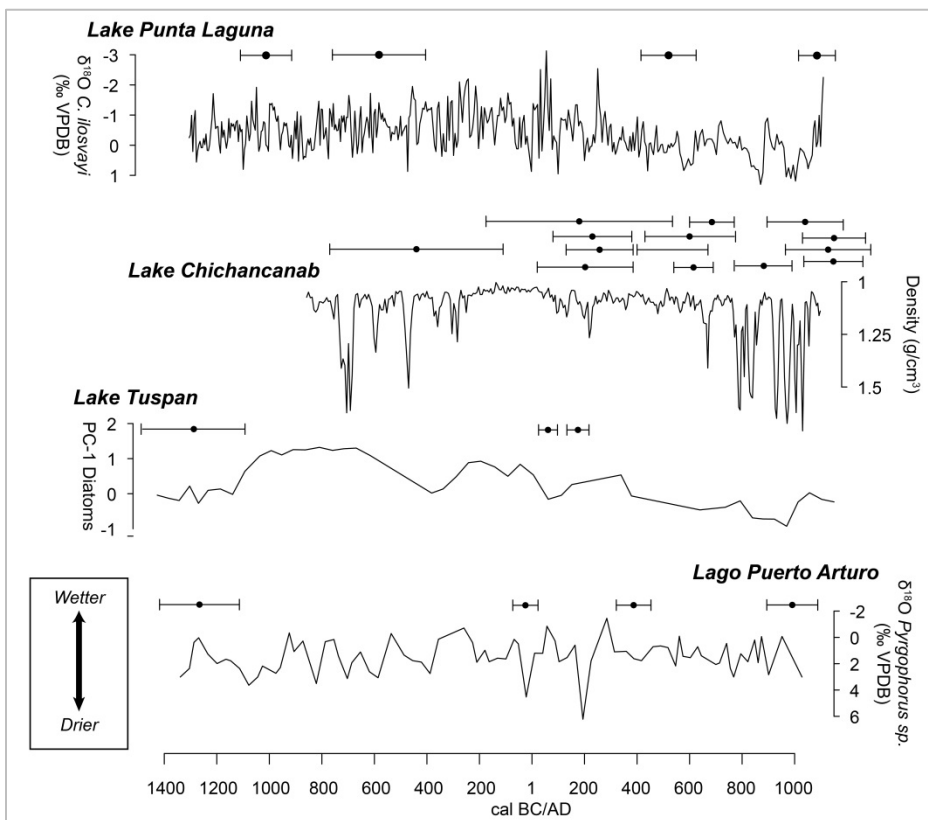 Lake Punta Laguna
δ¹⁸O C. ilosvayi
(‰ VPDB)
-3
-2
-1
0
1
Lake Chichancanab
1
1.25
1.5
Density (g/cm³)
Lake Tuspan
PC-1 Diatoms
2
1
0
-1
Lago Puerto Arturo
-2
0
2
4
6
δ¹⁸O Pyrgophorus sp.
(‰ VPDB)
Wetter
Drier
1400 1200 1000 800 600 400 200 1 200 400 600 800 1000
cal BC/AD